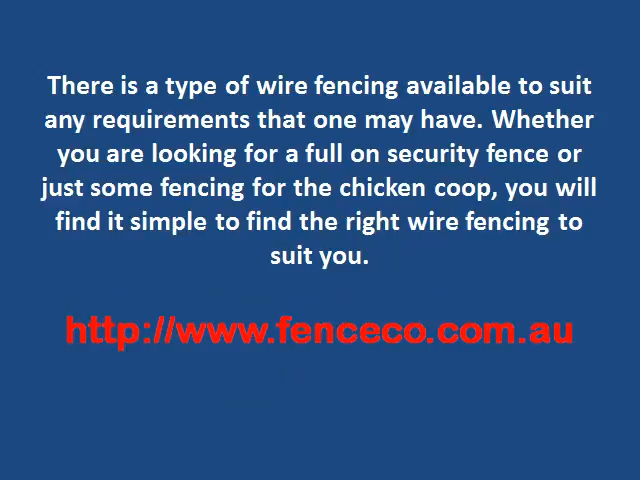 There is a type of wire fencing available to suit
any requirements that one may have. Whether
you are looking for a full on security fence or
just some fencing for the chicken coop, you will
find it simple to find the right wire fencing to
suit you.
http://www.fenceco.com.au